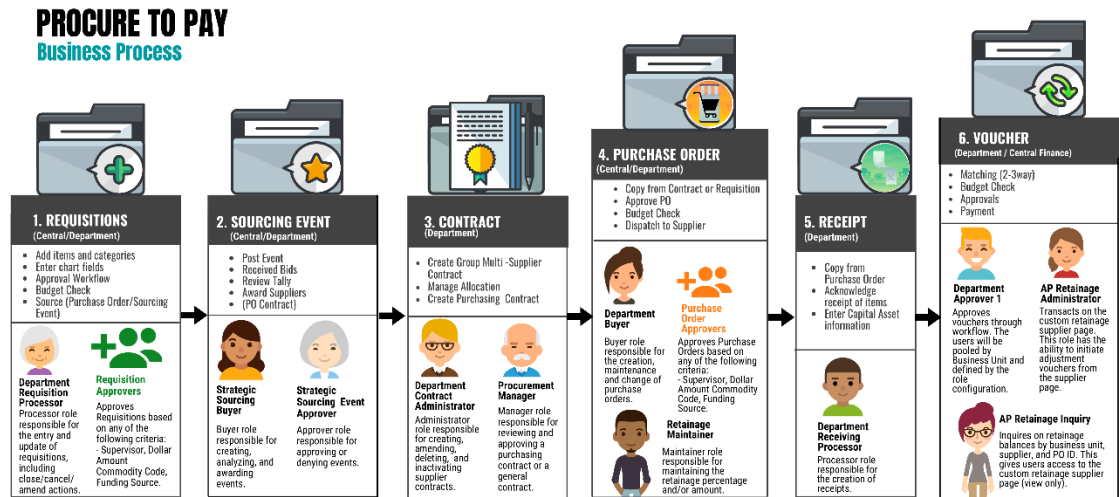 PROCURE TO PAY
Business Process
1. REQUISITIONS
(Central/Department)
Add items and categories
Enter chart fields
Approval Workflow
Budget Check
Source (Purchase Order/Sourcing
Event)
Department
Requisition
Processor
Processor role
responsible for
the entry and
update of
requisitions,
including
close/cancel/
amend actions.
Requisition
Approvers
Approves
Requisitions based
on any of the
following criteria:
- Supervisor, Dollar
Amount
Commodity Code,
Funding Source.
2. SOURCING EVENT
(Central/Department)
Post Event
Received Bids
Review Tally
Award Suppliers
(PO Contract)
Strategic
Sourcing
Buyer
Buyer role
responsible for
creating,
analyzing, and
awarding
events.
Strategic
Sourcing Event
Approver
Approver role
responsible for
approving or
denying events.
3. CONTRACT
(Department)
Create Group Multi -Supplier
Contract
Manage Allocation
Create Purchasing Contract
Department
Contract
Administrator
Administrator
role responsible
for creating,
amending,
deleting, and
inactivating
supplier
contracts.
Procurement
Manager
Manager role
responsible for
reviewing and
approving a
purchasing
contract or a
general
contract.
4. PURCHASE ORDER
(Central/Department)
Copy from Contract or Requisition
Approve PO
Budget Check
Dispatch to Supplier
Department
Buyer
Buyer role
responsible for
the creation,
maintenance
and change of
purchase
orders.
Purchase
Order
Approvers
Approves Purchase
Orders based on
any of the following
criteria:
- Supervisor, Dollar
Amount Commodity
Code, Funding
Source.
Retainage
Maintainer
Maintainer role
responsible for
maintaining the
retainage percentage
and/or amount.
5. RECEIPT
(Department)
Copy from
Purchase Order
Acknowledge
receipt of items
Enter Capital Asset
information
Department
Receiving
Processor
Processor role
responsible for
the creation of
receipts.
6. VOUCHER
(Department / Central Finance)
Matching (2-3way)
Budget Check
Approvals
Payment
Department
Approver 1
Approves
vouchers through
workflow. The
users will be
pooled by
Business Unit and
defined by the
role
configuration.
AP Retainage
Administrator
Transacts on the
custom retainage
supplier page.
This role has the
ability to initiate
adjustment
vouchers from
the supplier
page.
AP Retainage Inquiry
Inquires on retainage
balances by business unit,
supplier, and PO ID. This
gives users access to the
custom retainage supplier
page (view only).